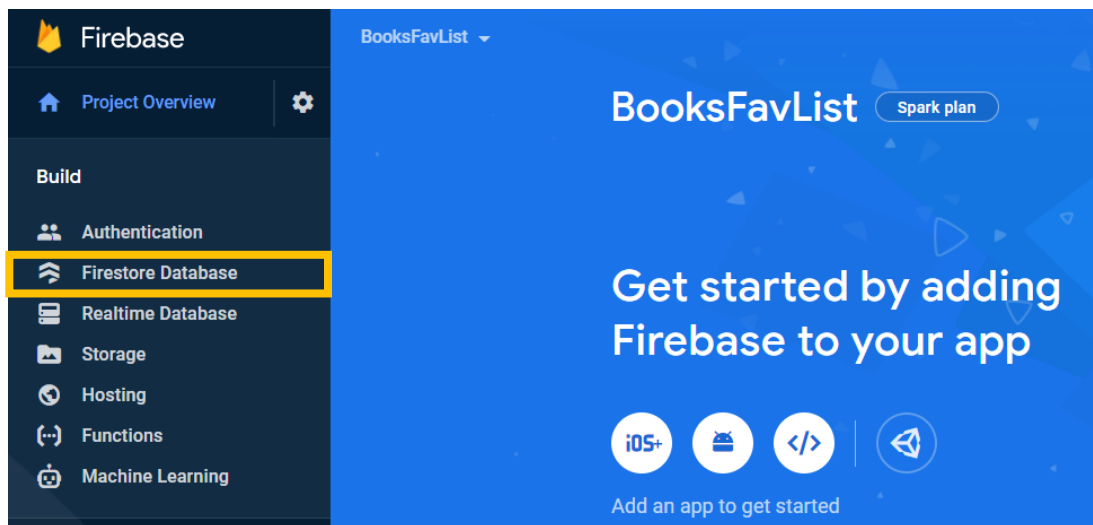 Firebase
Project Overview
Build
Authentication
Firestore Database
Realtime Database
Storage
Hosting
Functions
Machine Learning
BooksFavList
BooksFavList Spark plan
Get started by adding
Firebase to your app
iOS+
Add an app to get started